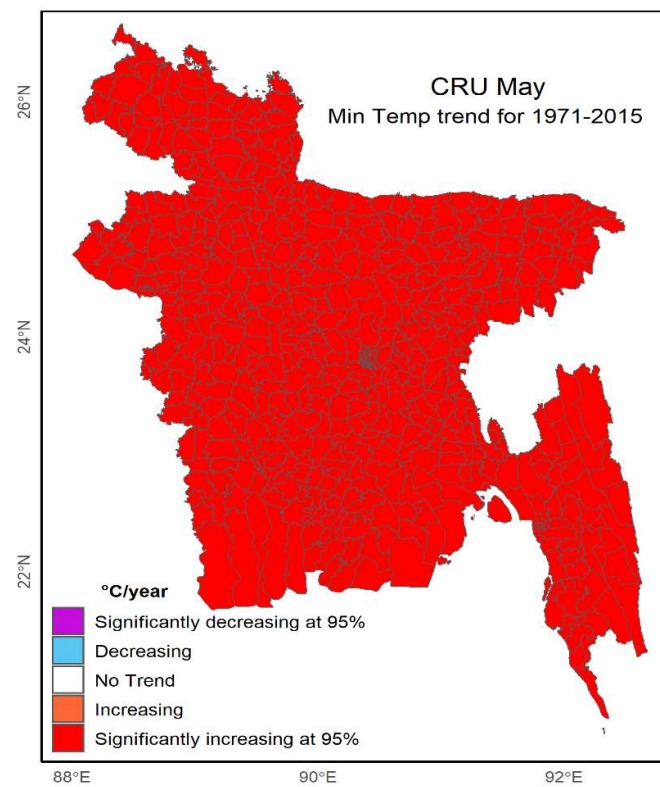 CRU May
Min Temp trend for 1971-2015
26°N
24°N
22°N
°C/year
Significantly decreasing at 95%
Decreasing
No Trend
Increasing
Significantly increasing at 95%
88°E 90°E 92°E